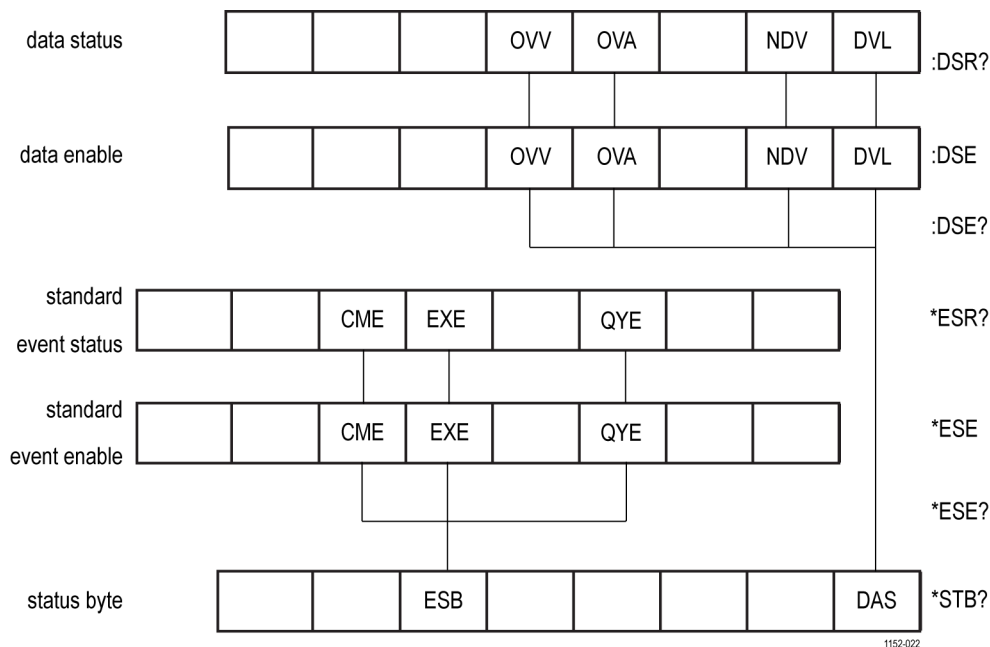 data status OVV OVA NDV DVL :DSR?
data enable OVV OVA NDV DVL :DSE
:DSE?
standard
event status CME EXE QYE *ESR?
standard
event enable CME EXE QYE *ESE
*ESE?
status byte ESB DAS *STB?
1152-022